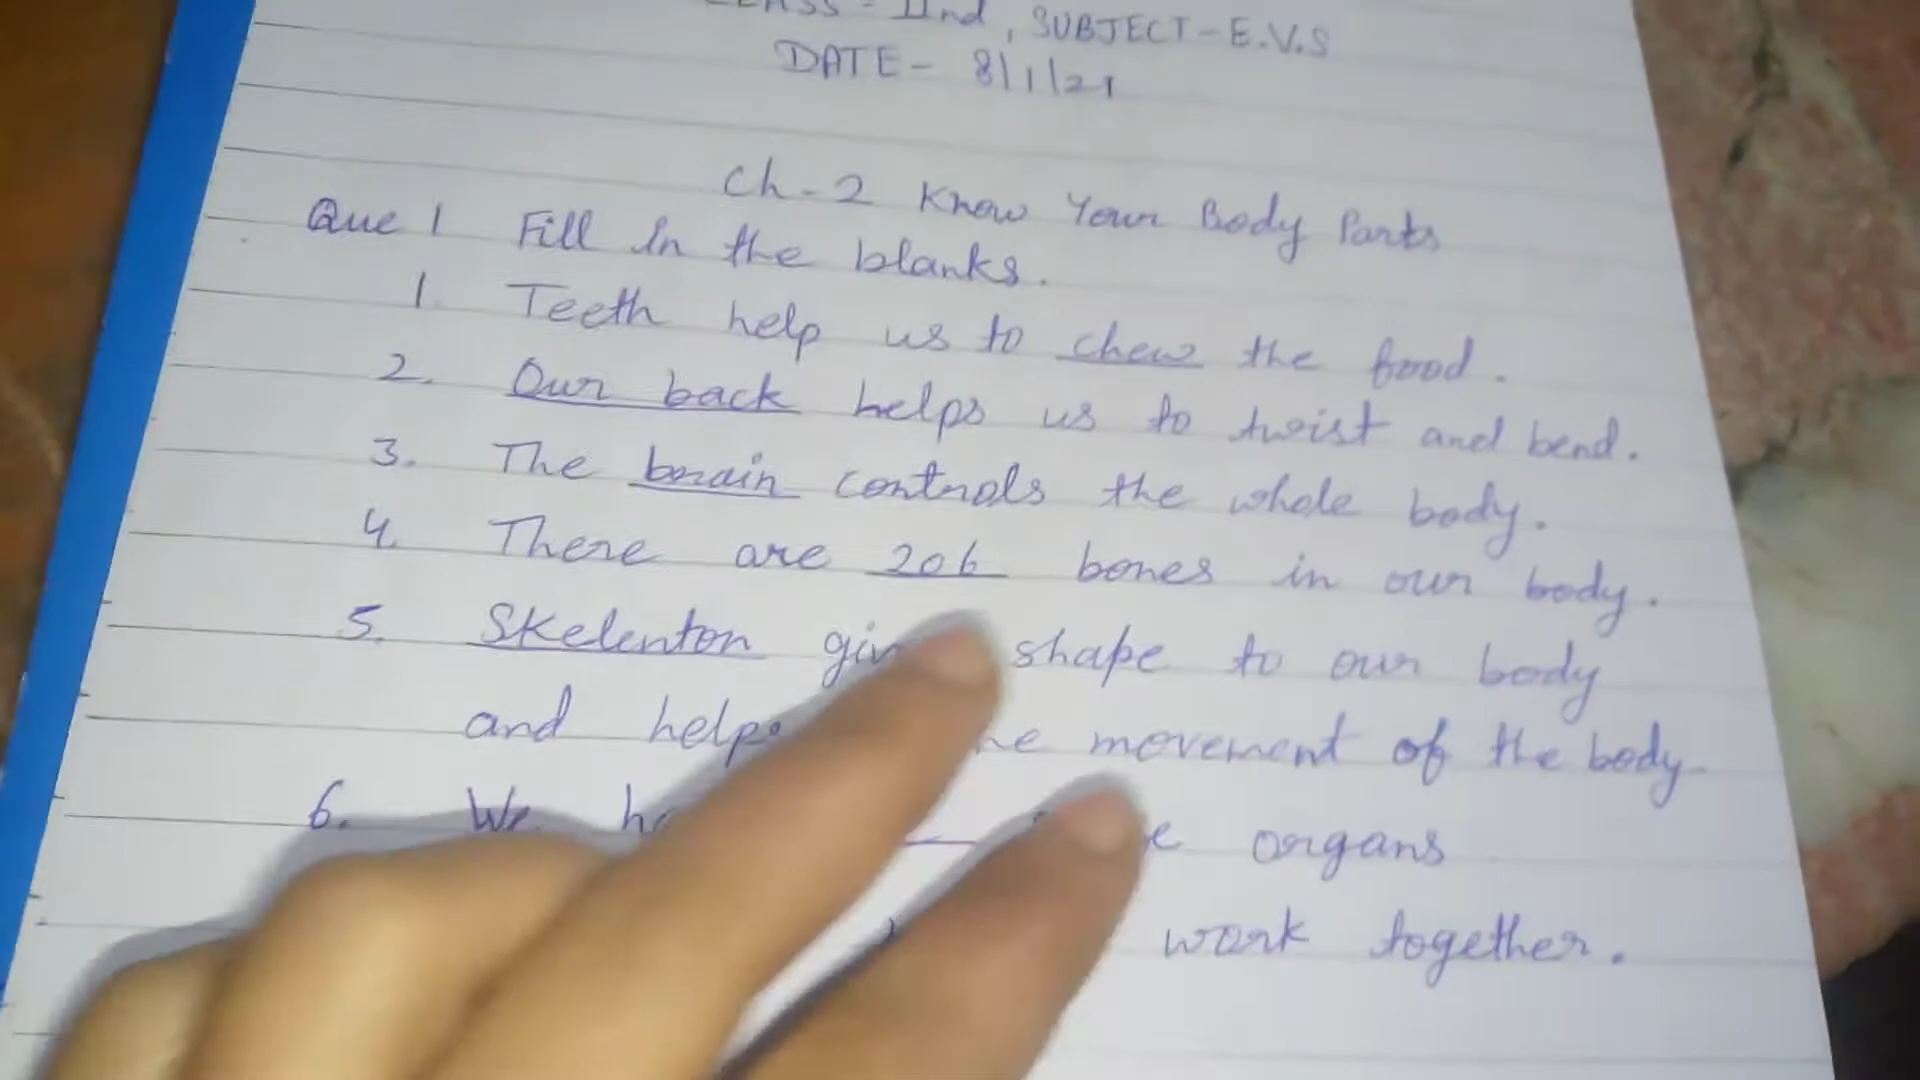 CLASS - IInd, SUBJECT - E.V.S
DATE - 8/1/21
Ch - 2 Know Your Body Parts
Que 1 Fill in the blanks.
1. Teeth help us to chew the food.
2. Our back helps us to twist and bend.
3. The brain controls the whole body.
4. There are 206 bones in our body.
5. Skelenton shape to our body
and movement of the body
6. We organs
work together.